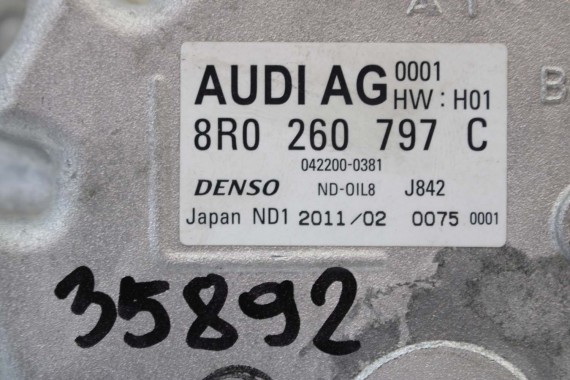 AUDI AG 0001
HW : H01
8R0 260 797 C
042200-0381
DENSO ND-OIL8 J842
Japan ND1 2011/02 0075 0001
35892